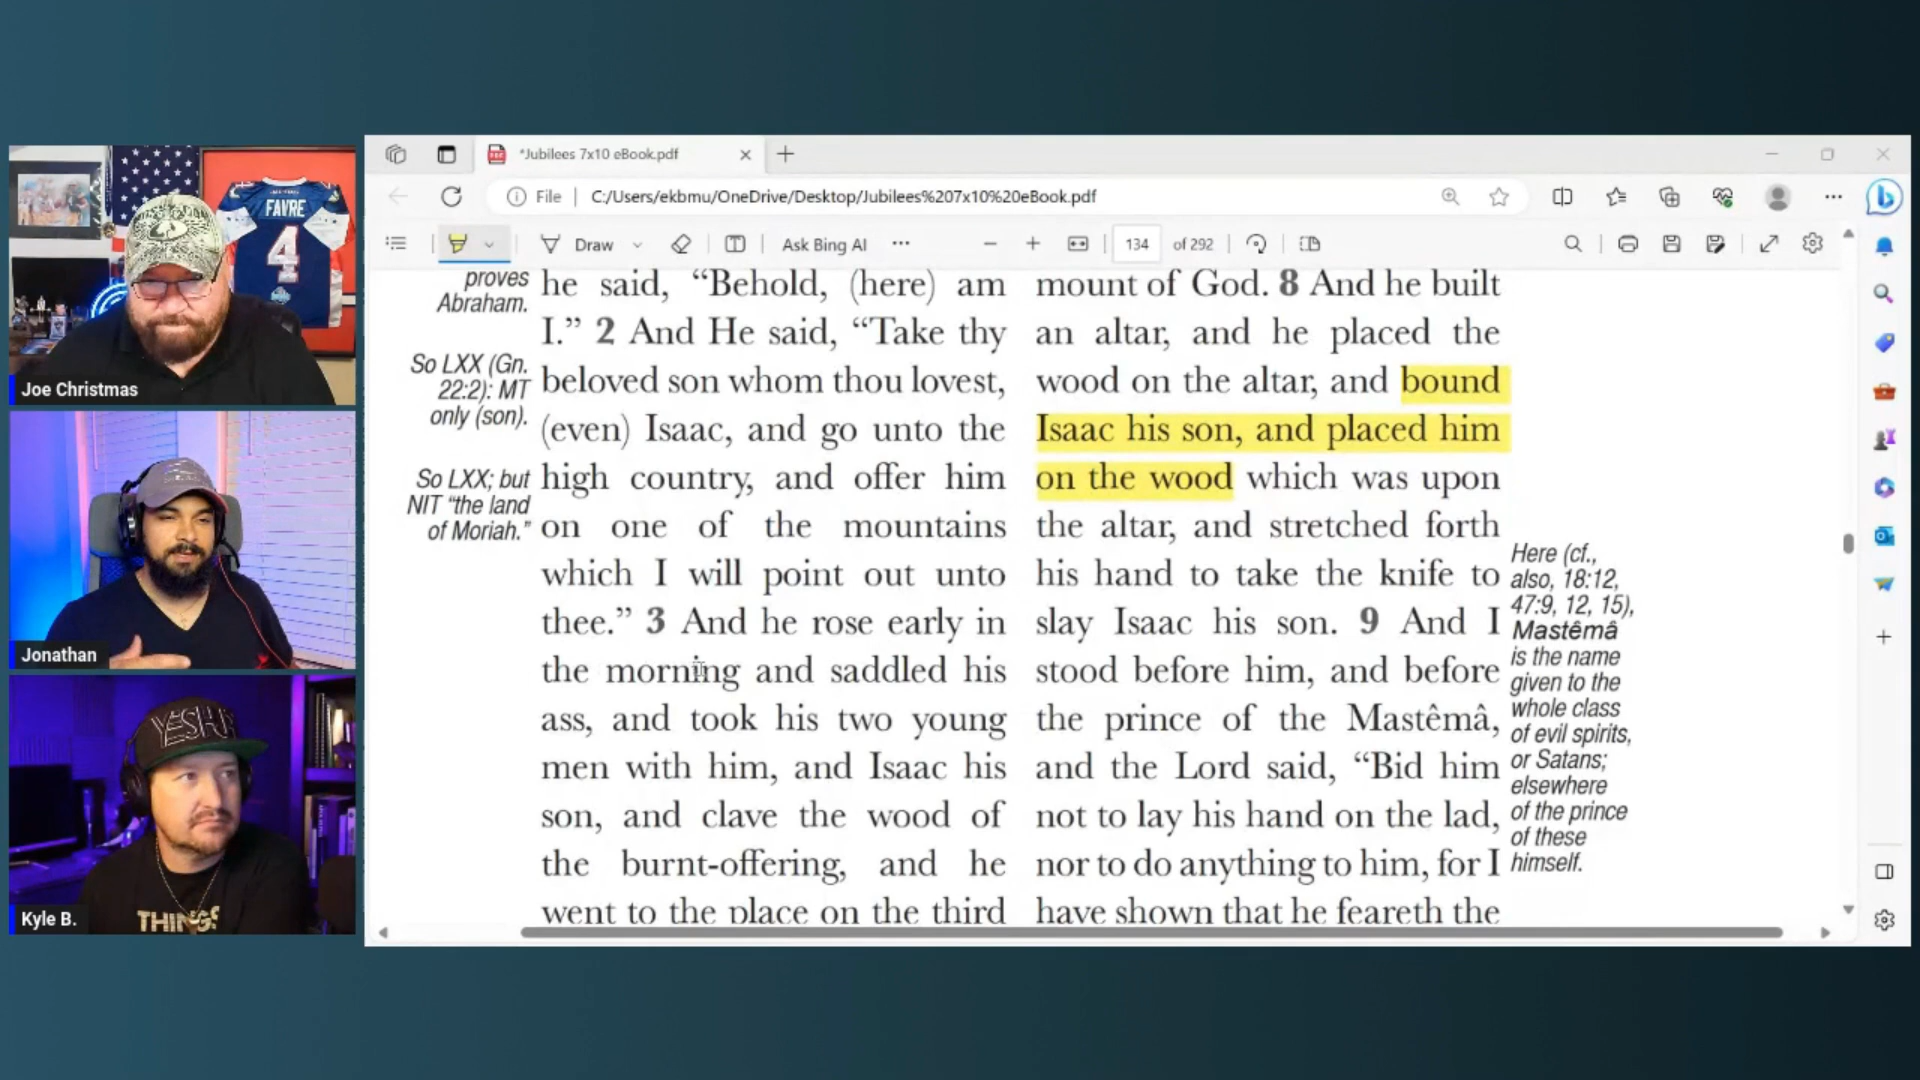 *Jubilees 7x10 eBook.pdf
File
C:/Users/ekbmu/OneDrive/Desktop/Jubilees%207x10%20eBook.pdf
Draw
Ask Bing AI
134
of 292
FAVRE
4
Joe Christmas
Jonathan
YESHU
THINGS
Kyle B.
proves
Abraham.
So LXX (Gn.
22:2): MT
only (son).
So LXX; but
NIT “the land
of Moriah.”
he said, “Behold, (here) am
I.” 2 And He said, “Take thy
beloved son whom thou lovest,
(even) Isaac, and go unto the
high country, and offer him
on one of the mountains
which I will point out unto
thee.” 3 And he rose early in
the morning and saddled his
ass, and took his two young
men with him, and Isaac his
son, and clave the wood of
the burnt-offering, and he
went to the place on the third
mount of God. 8 And he built
an altar, and he placed the
wood on the altar, and bound
Isaac his son, and placed him
on the wood which was upon
the altar, and stretched forth
his hand to take the knife to
slay Isaac his son. 9 And I
stood before him, and before
the prince of the Mastêmâ,
and the Lord said, “Bid him
not to lay his hand on the lad,
nor to do anything to him, for I
have shown that he feareth the
Here (cf.,
also, 18:12,
47:9, 12, 15),
Mastêmâ
is the name
given to the
whole class
of evil spirits,
or Satans;
elsewhere
of the prince
of these
himself.